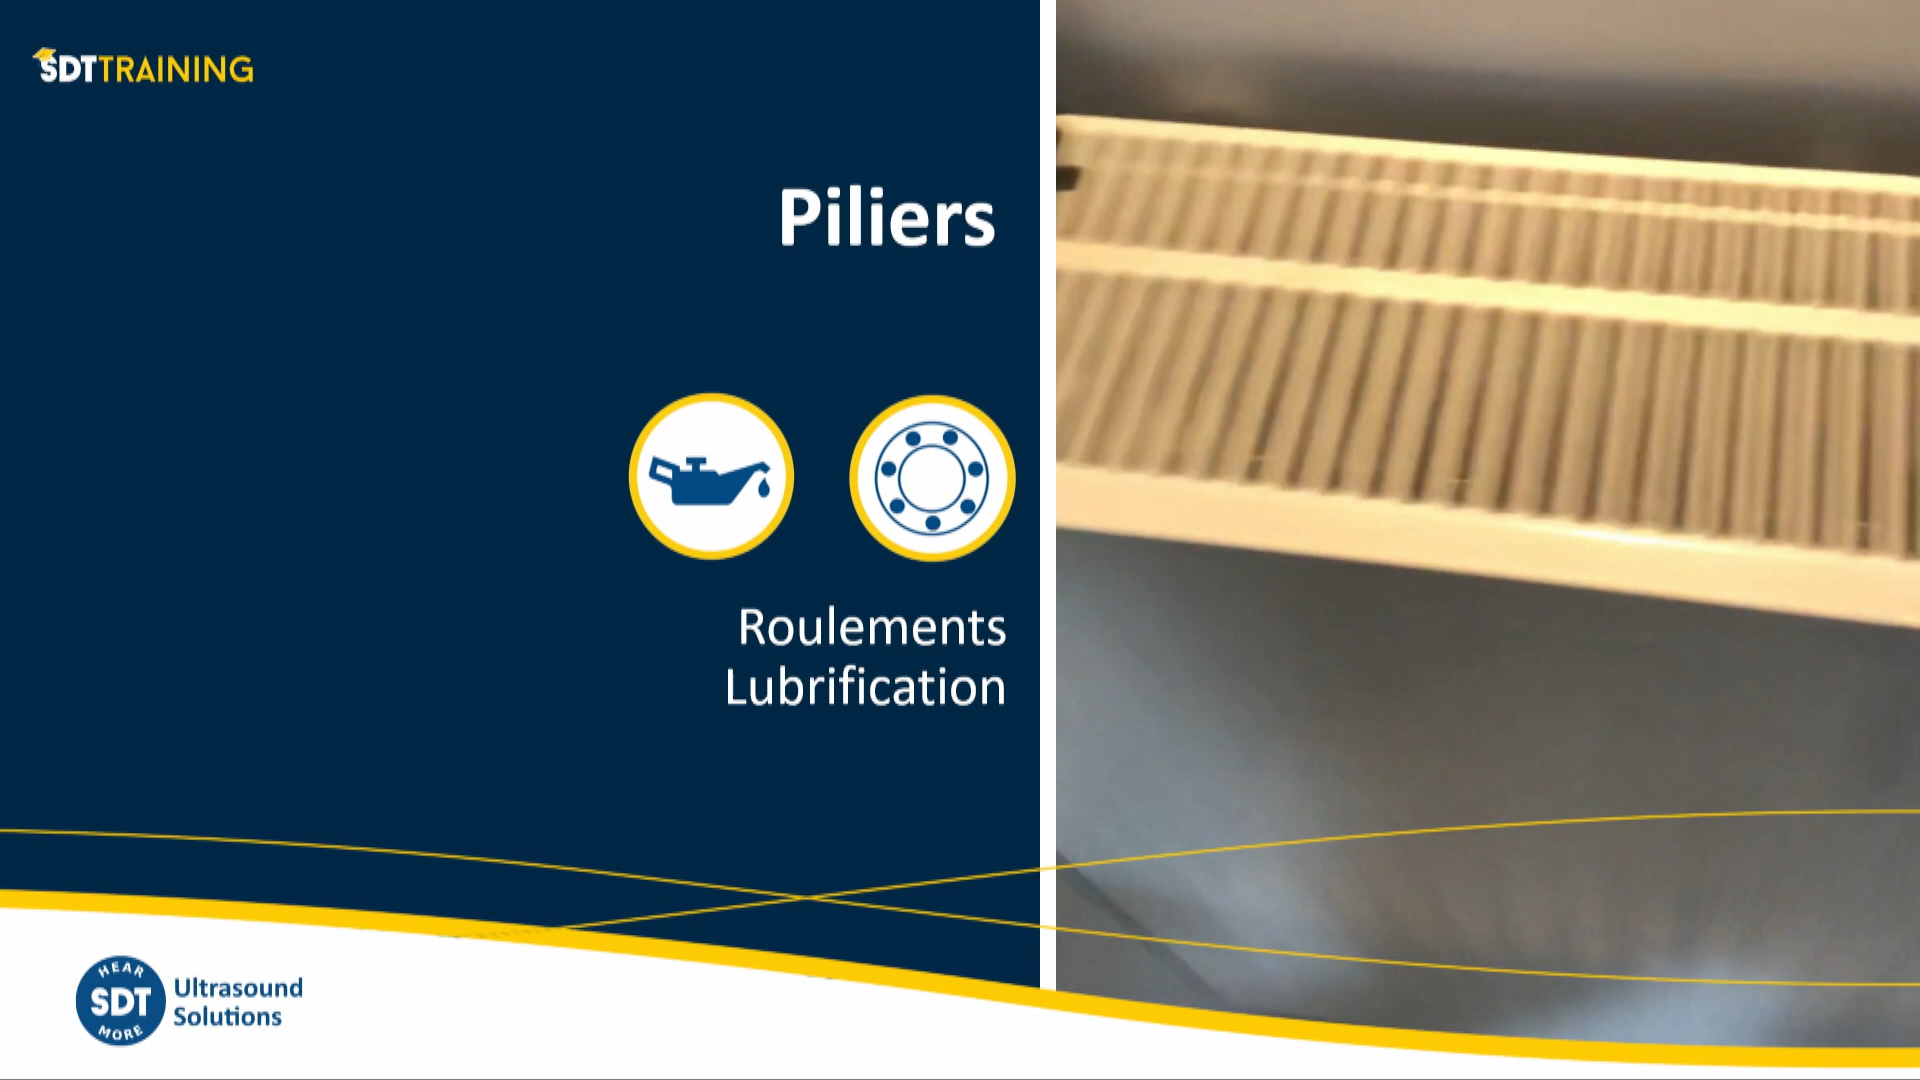 SDTTRAINING
Piliers
Roulements
Lubrification
HEAR
SDT
MORE
Ultrasound
Solutions